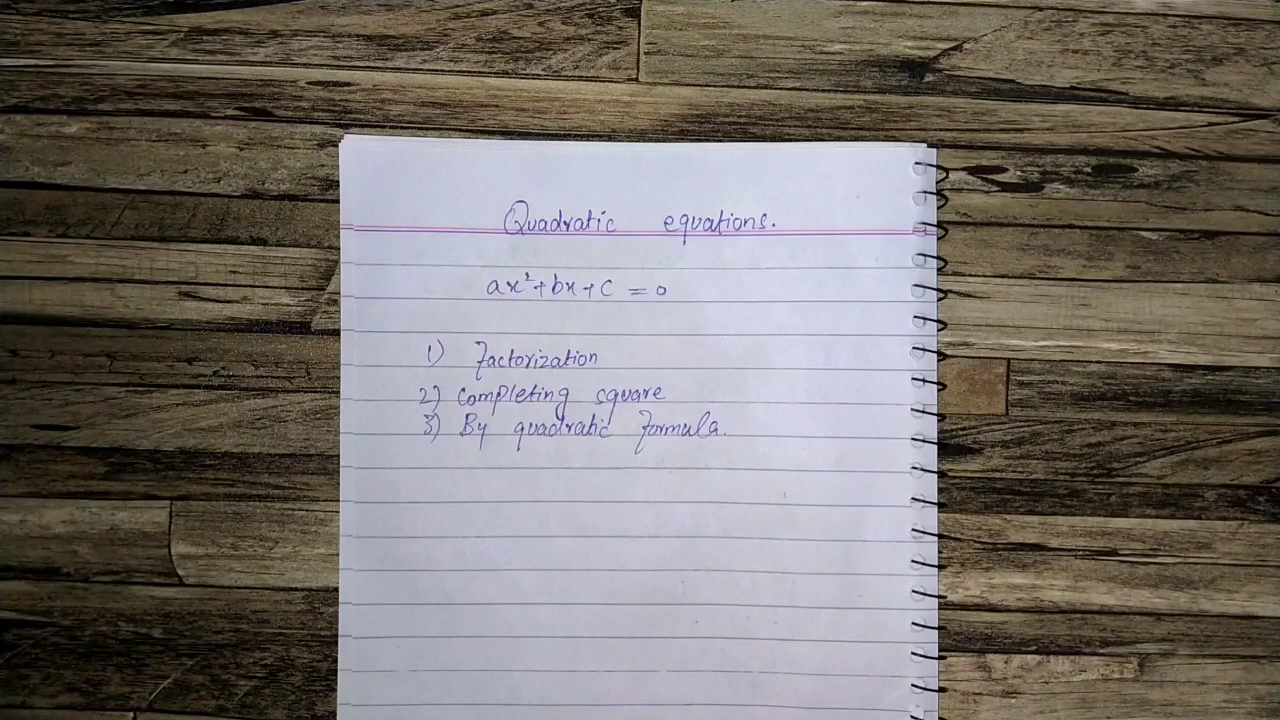 Quadratic equations.
ax²+bx+c = 0
1) Factorization
2) Completing square
3) By quadratic formula.